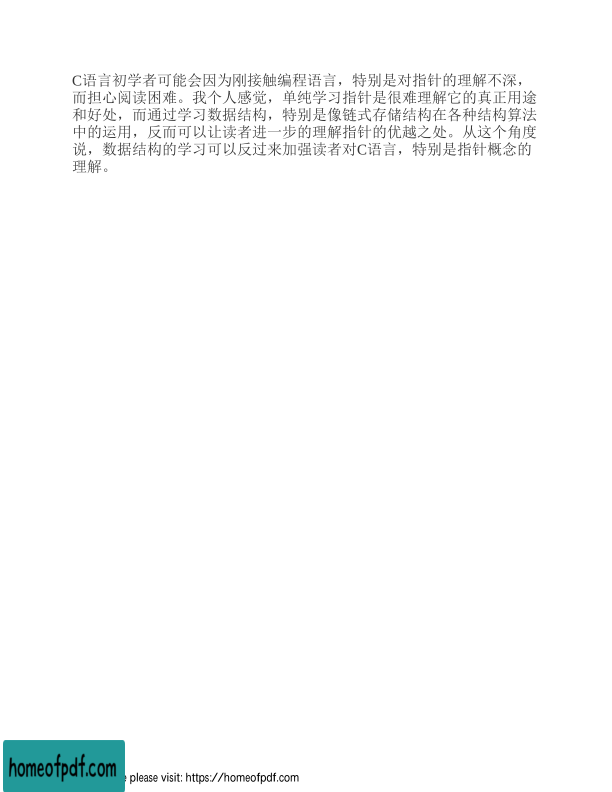 C语言初学者可能会因为刚接触编程语言，特别是对指针的理解不深，
而担心阅读困难。我个人感觉，单纯学习指针是很难理解它的真正用途
和好处，而通过学习数据结构，特别是像链式存储结构在各种结构算法
中的运用，反而可以让读者进一步的理解指针的优越之处。从这个角度
说，数据结构的学习可以反过来加强读者对C语言，特别是指针概念的
理解。
homeofpdf.com
please visit: https://homeofpdf.com